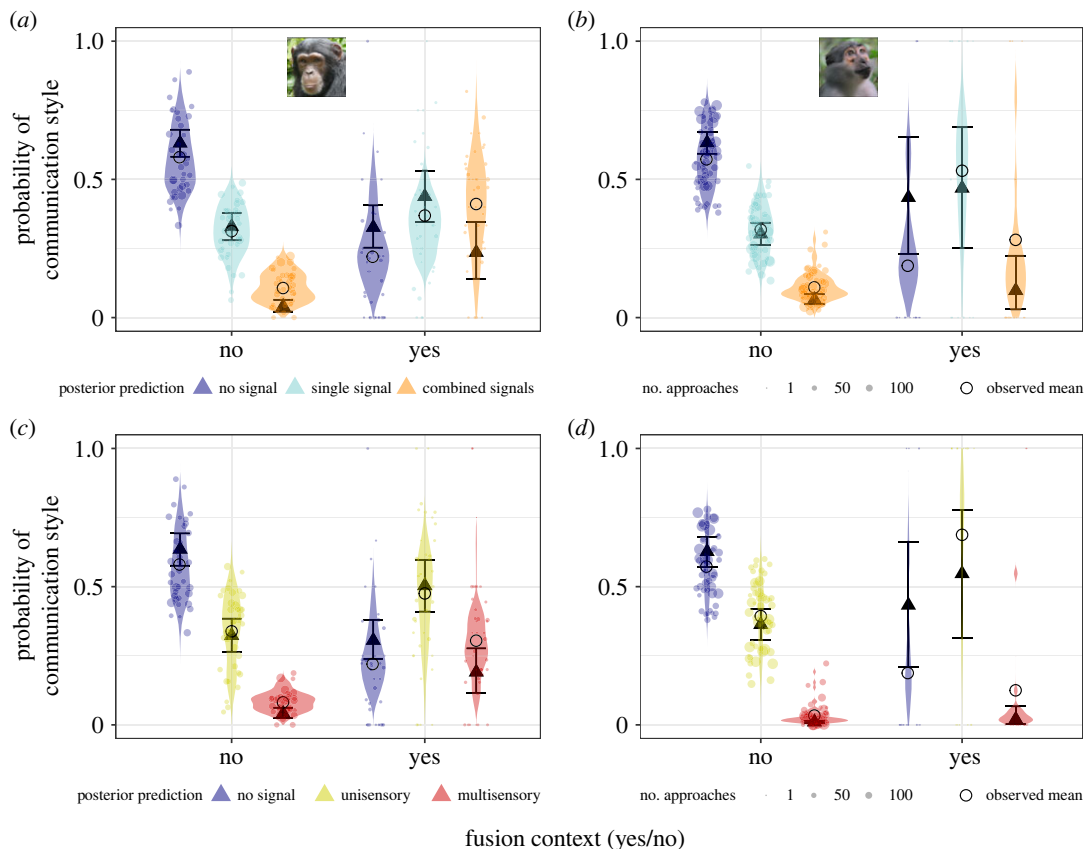 (a) (b)
1.0 1.0
0.5 0.5
0 0
probability of
communication style
no yes no yes
posterior prediction no signal single signal combined signals no. approaches 1 50 100 observed mean
(c) (d)
1.0 1.0
0.5 0.5
0 0
probability of
communication style
no yes no yes
posterior prediction no signal unisensory multisensory no. approaches 1 50 100 observed mean
fusion context (yes/no)